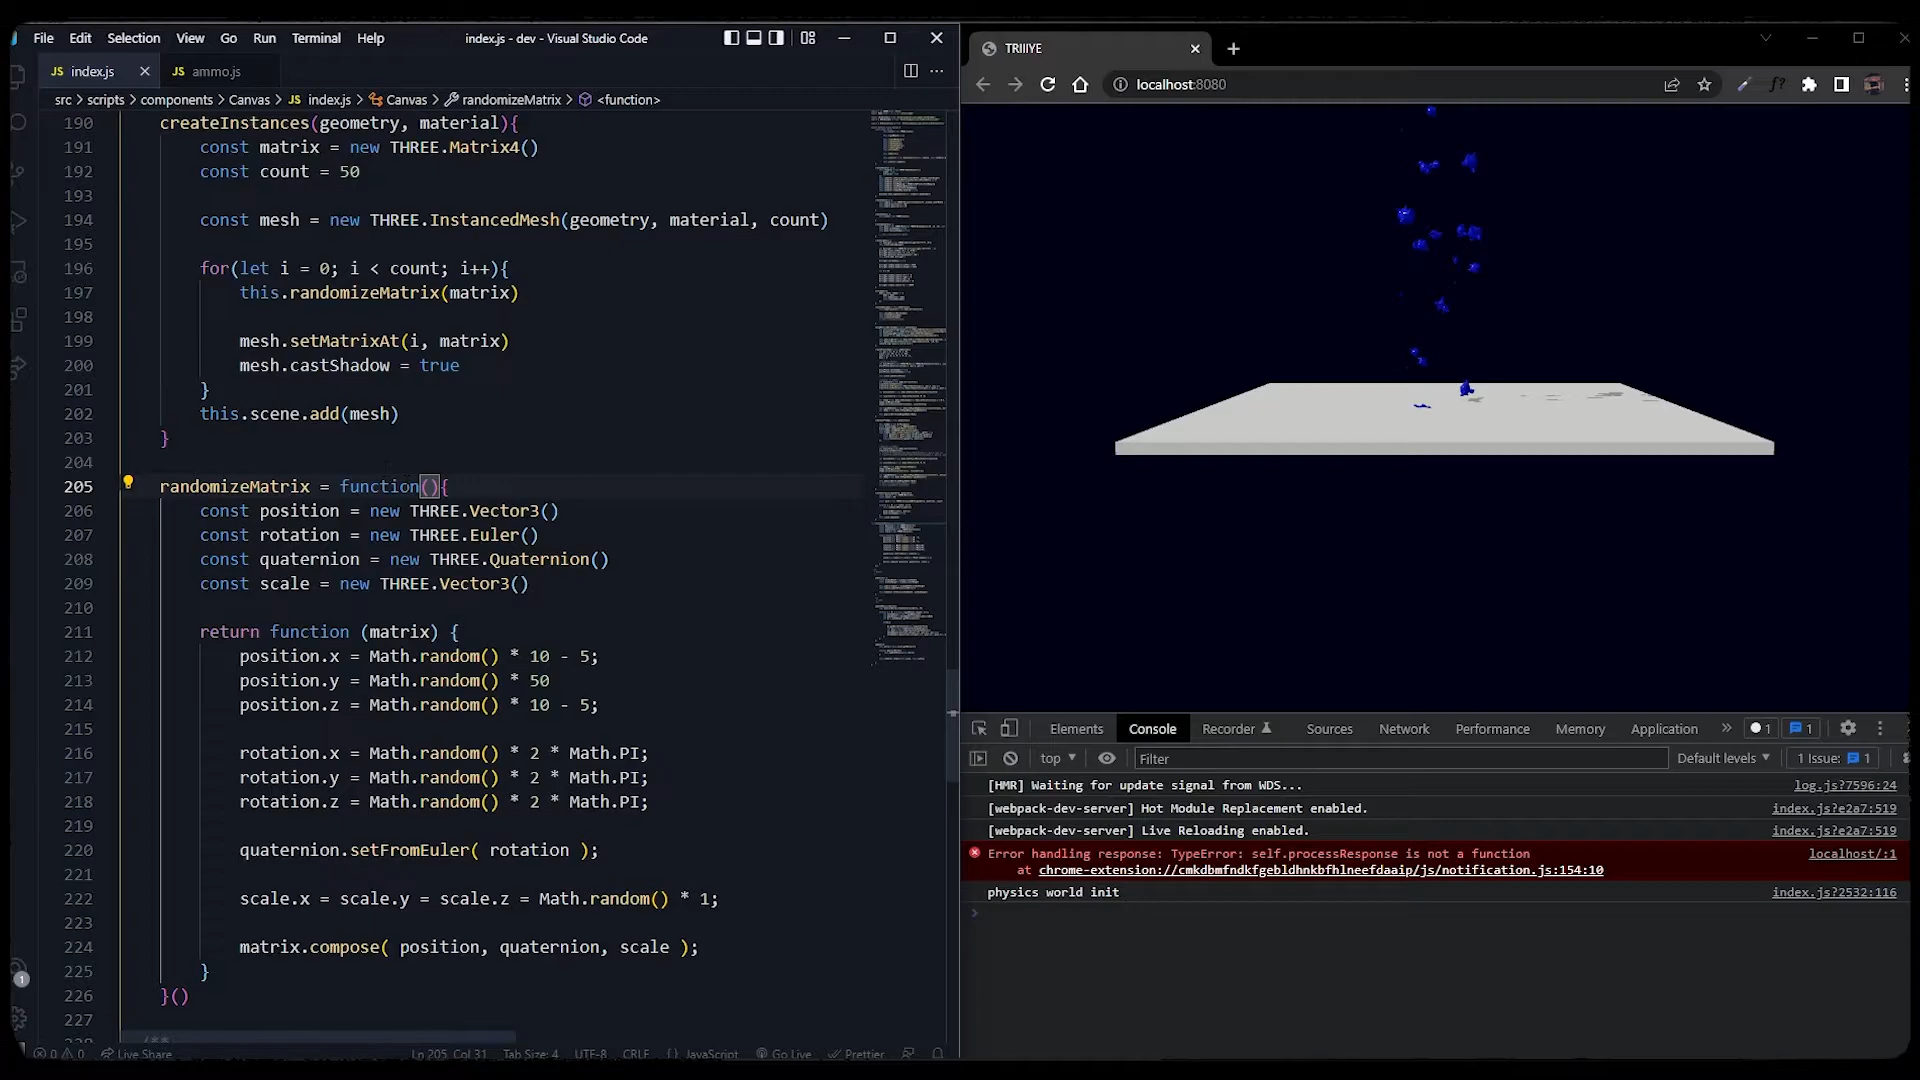 File Edit Selection View Go Run Terminal Help index.js - dev - Visual Studio Code
JS index.js JS ammo.js
src > scripts > components > Canvas > JS index.js > Canvas > randomizeMatrix > <function>
190 createInstances(geometry, material){
191 const matrix = new THREE.Matrix4()
192 const count = 50
193
194 const mesh = new THREE.InstancedMesh(geometry, material, count)
195
196 for(let i = 0; i < count; i++){
197 this.randomizeMatrix(matrix)
198
199 mesh.setMatrixAt(i, matrix)
200 mesh.castShadow = true
201 }
202 this.scene.add(mesh)
203 }
204
205 randomizeMatrix = function(){
206 const position = new THREE.Vector3()
207 const rotation = new THREE.Euler()
208 const quaternion = new THREE.Quaternion()
209 const scale = new THREE.Vector3()
210
211 return function (matrix) {
212 position.x = Math.random() * 10 - 5;
213 position.y = Math.random() * 50
214 position.z = Math.random() * 10 - 5;
215
216 rotation.x = Math.random() * 2 * Math.PI;
217 rotation.y = Math.random() * 2 * Math.PI;
218 rotation.z = Math.random() * 2 * Math.PI;
219
220 quaternion.setFromEuler( rotation );
221
222 scale.x = scale.y = scale.z = Math.random() * 1;
223
224 matrix.compose( position, quaternion, scale );
225 }
226 }()
227
1
0 0 Live Share Ln 205, Col 31 Tab Size: 4 UTF-8 CRLF {} JavaScript Go Live Prettier
TRIIIYE
localhost:8080
f?
Elements Console Recorder Sources Network Performance Memory Application » 1 1
top Filter Default levels 1 Issue: 1
[HMR] Waiting for update signal from WDS... log.js?7596:24
[webpack-dev-server] Hot Module Replacement enabled. index.js?e2a7:519
[webpack-dev-server] Live Reloading enabled. index.js?e2a7:519
Error handling response: TypeError: self.processResponse is not a function localhost/:1
at chrome-extension://cmkdbmfndkfgebldhnkbfhlneefdaaip/js/notification.js:154:10
physics world init index.js?2532:116